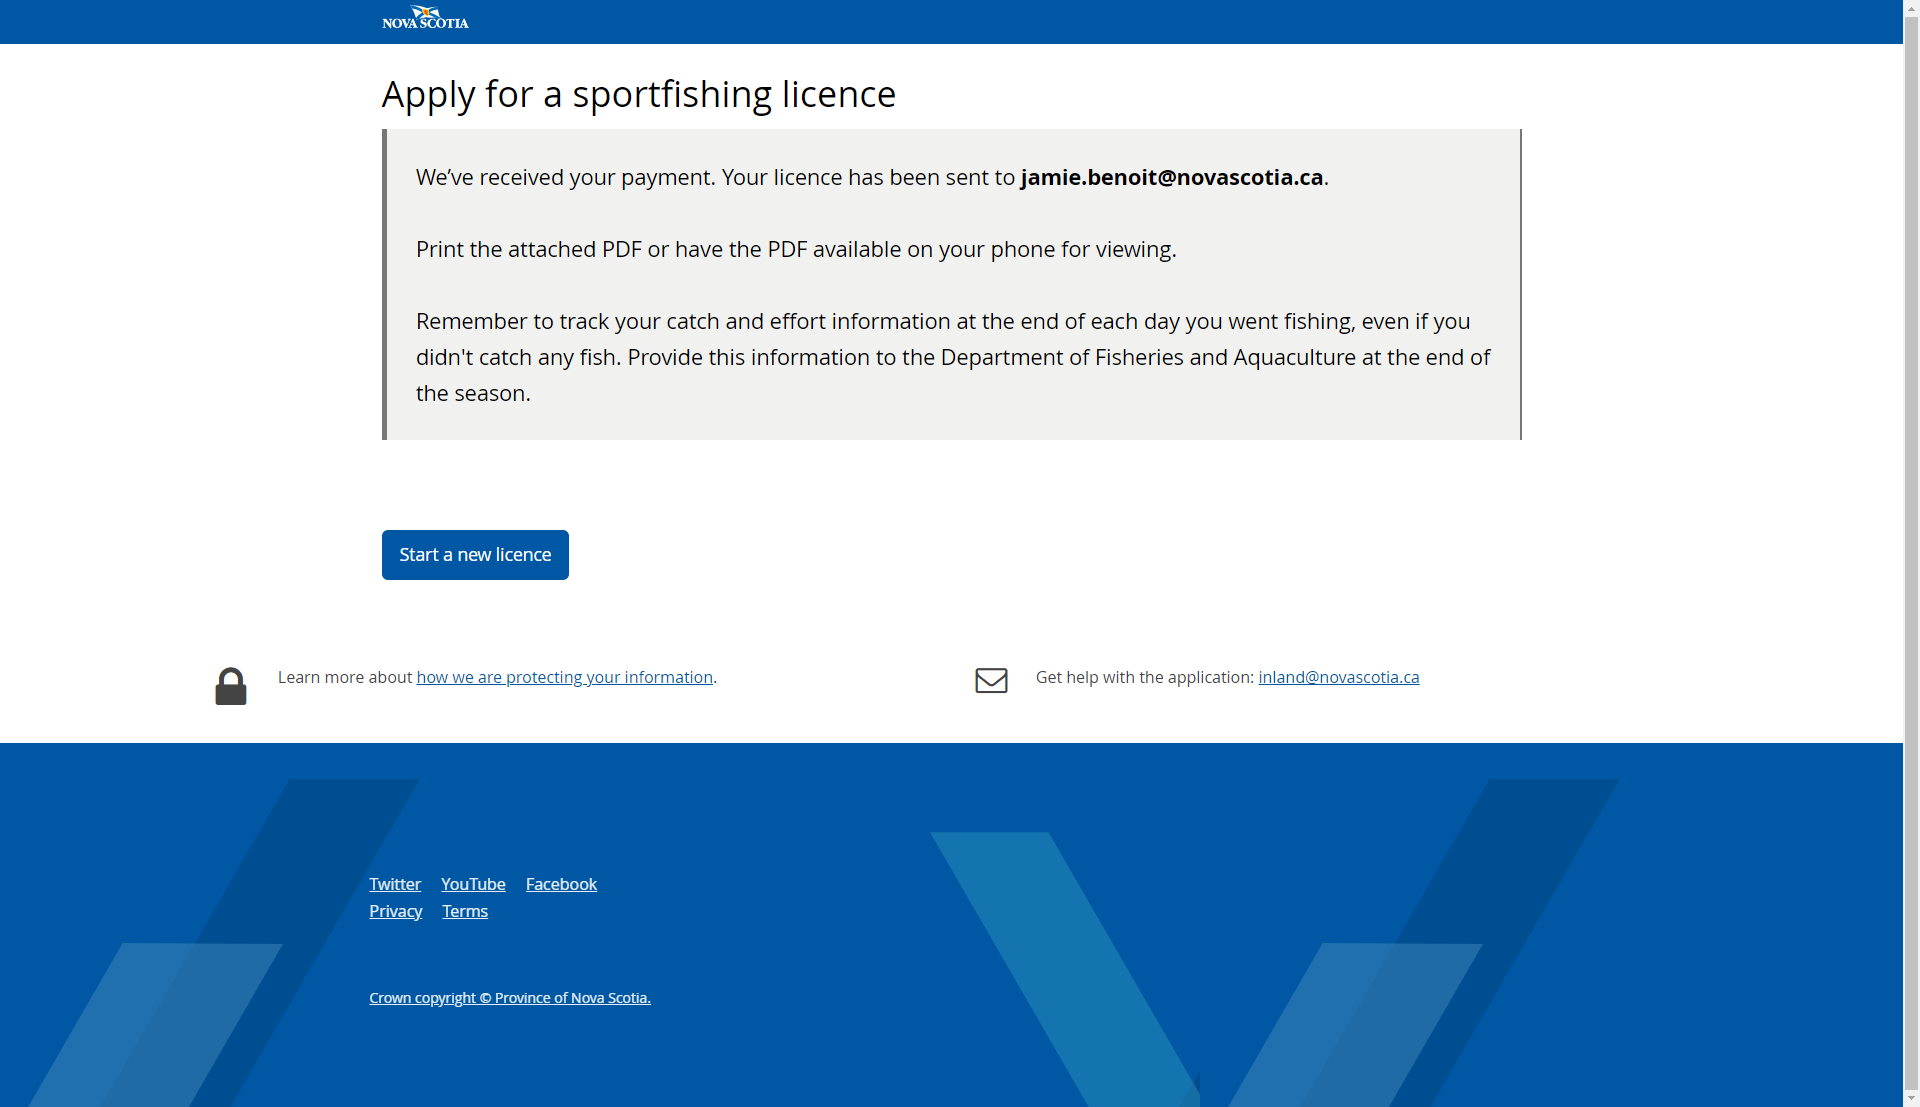 NOVA SCOTIA
Apply for a sportfishing licence
We’ve received your payment. Your licence has been sent to jamie.benoit@novascotia.ca.
Print the attached PDF or have the PDF available on your phone for viewing.
Remember to track your catch and effort information at the end of each day you went fishing, even if you
didn't catch any fish. Provide this information to the Department of Fisheries and Aquaculture at the end of
the season.
Start a new licence
Learn more about how we are protecting your information.
Get help with the application: inland@novascotia.ca
Twitter YouTube Facebook
Privacy Terms
Crown copyright © Province of Nova Scotia.